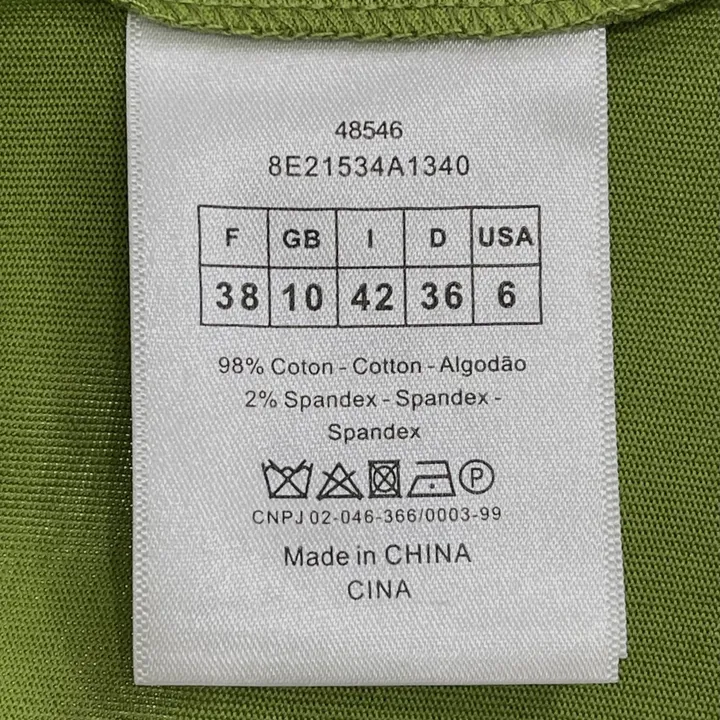 48546
8E21534A1340
F GB I D USA
38 10 42 36 6
98% Coton - Cotton - Algodão
2% Spandex - Spandex -
Spandex
P
CNPJ 02-046-366/0003-99
Made in CHINA
CINA